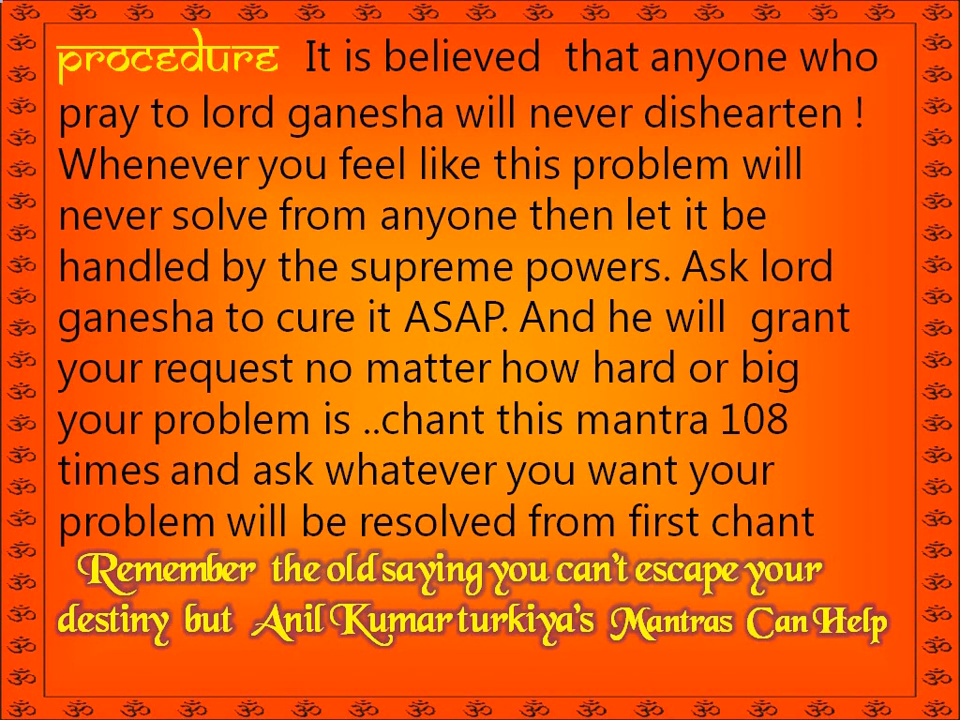 PROCEDURE It is believed that anyone who
pray to lord ganesha will never dishearten !
Whenever you feel like this problem will
never solve from anyone then let it be
handled by the supreme powers. Ask lord
ganesha to cure it ASAP. And he will grant
your request no matter how hard or big
your problem is ..chant this mantra 108
times and ask whatever you want your
problem will be resolved from first chant
Remember the old saying you can't escape your
destiny but Anil Kumar turkiya's Mantras Can Help